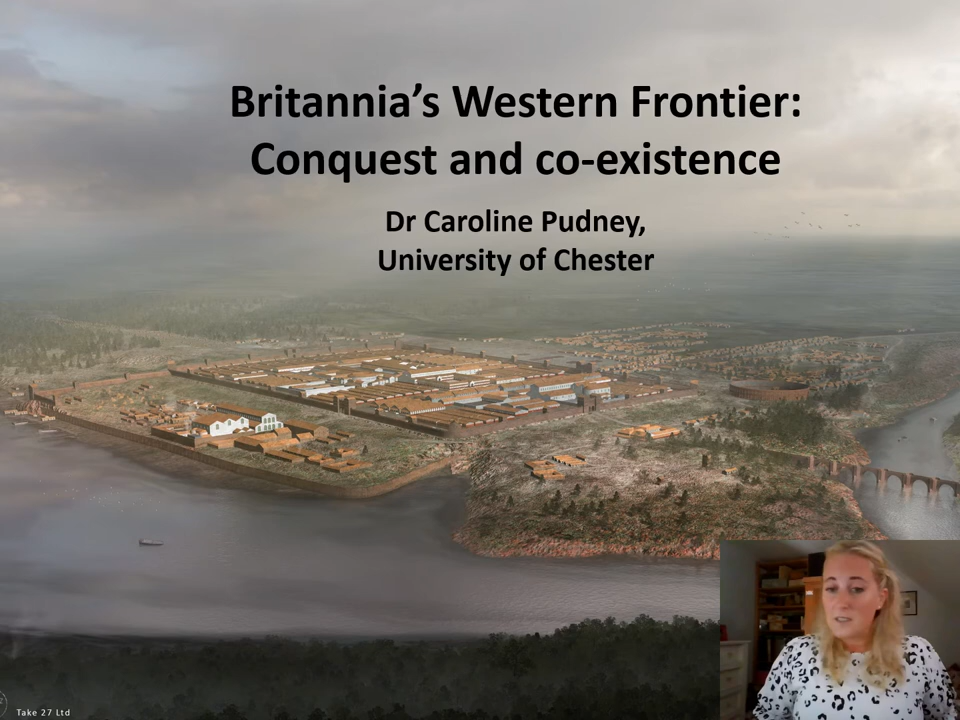 Britannia’s Western Frontier:
Conquest and co-existence
Dr Caroline Pudney,
University of Chester
Take 27 Ltd